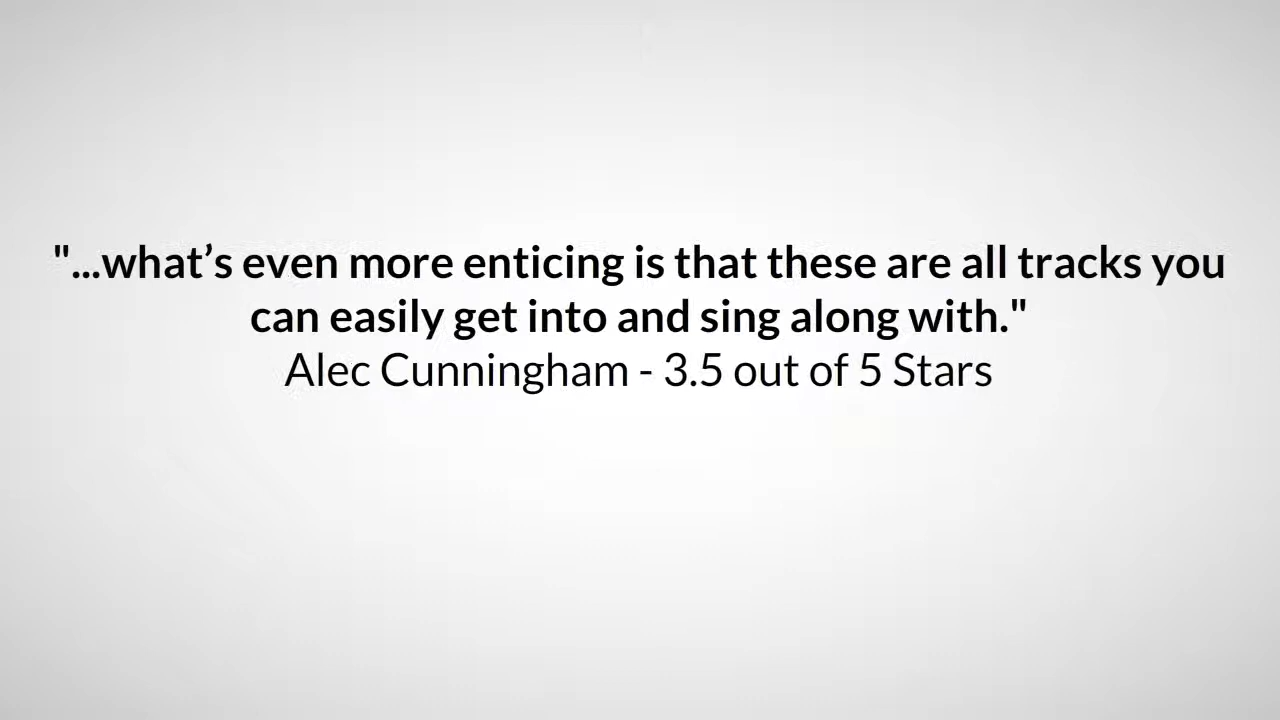 "...what’s even more enticing is that these are all tracks you
can easily get into and sing along with."
Alec Cunningham - 3.5 out of 5 Stars